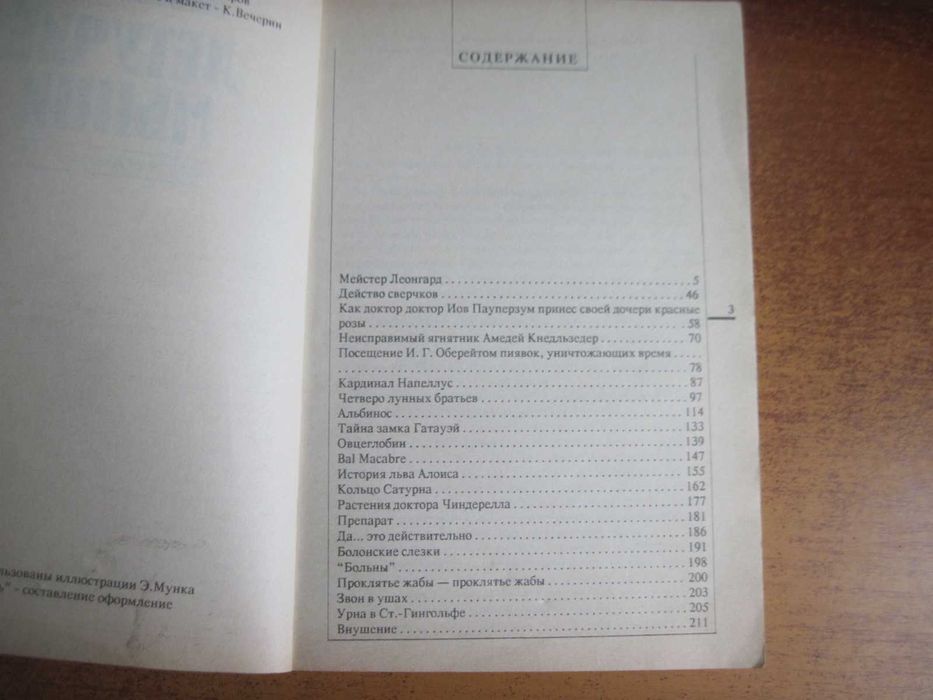 макет - К.Вечерин
СОДЕРЖАНИЕ
Мейстер Леонгард . . . . . . . . . . . . . . . . . . . . 5
Действо сверчков . . . . . . . . . . . . . . . . . . . . 46
Как доктор доктор Иов Пауперзум принес своей дочери красные
розы . . . . . . . . . . . . . . . . . . . . 58
3
Неисправимый ягнятник Амедей Кнедльзедер . . . . . . . . . . 70
Посещение И. Г. Оберейтом пиявок, уничтожающих время . . . . .
. . . . . . . . . . . . . . . . . . . . 78
Кардинал Напеллус . . . . . . . . . . . . . . . . . . . . 87
Четверо лунных братьев . . . . . . . . . . . . . . . . . . . . 97
Альбинос . . . . . . . . . . . . . . . . . . . . 114
Тайна замка Гатауэй . . . . . . . . . . . . . . . . . . . . 133
Овцеглобин . . . . . . . . . . . . . . . . . . . . 139
Bal Macabre . . . . . . . . . . . . . . . . . . . . 147
История льва Алоиса . . . . . . . . . . . . . . . . . . . . 155
Кольцо Сатурна . . . . . . . . . . . . . . . . . . . . 162
Растения доктора Чиндерелла . . . . . . . . . . . . . . . . . . . . 177
Препарат . . . . . . . . . . . . . . . . . . . . 181
Да... это действительно . . . . . . . . . . . . . . . . . . . . 186
Болонские слезки . . . . . . . . . . . . . . . . . . . . 191
"Больны" . . . . . . . . . . . . . . . . . . . . 198
Проклятье жабы — проклятье жабы . . . . . . . . . . . . . . . 200
Звон в ушах . . . . . . . . . . . . . . . . . . . . 203
Урна в Ст.-Гингольфе . . . . . . . . . . . . . . . . . . . . 205
Внушение . . . . . . . . . . . . . . . . . . . . 211
иллюстрации Э.Мунка
- составление оформление